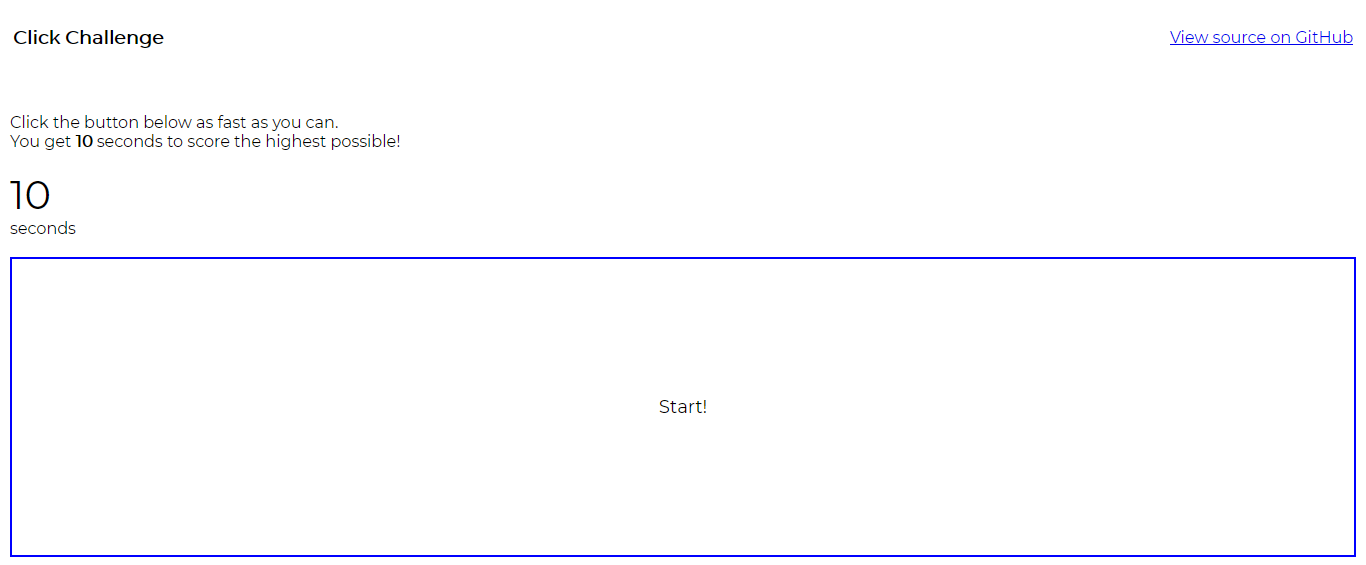 Click Challenge
View source on GitHub
Click the button below as fast as you can.
You get 10 seconds to score the highest possible!
10
seconds
Start!